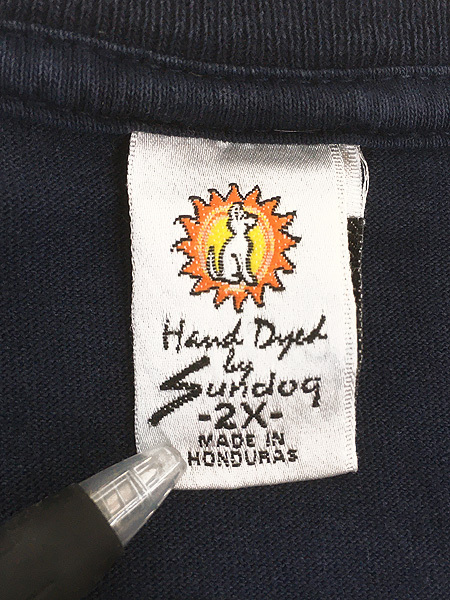 Hand Dyed
by
Sundog
-2X-
MADE IN
HONDURAS